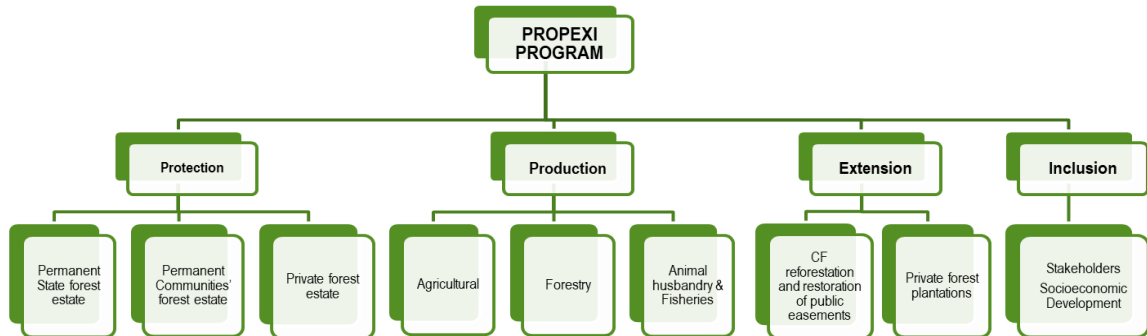 PROPEXI
PROGRAM
Protection
Production
Extension
Inclusion
Permanent
State forest
estate
Permanent
Communities'
forest estate
Private forest
estate
Agricultural
Forestry
Animal
husbandry &
Fisheries
CF
reforestation
and restoration
of public
easements
Private forest
plantations
Stakeholders
Socioeconomic
Development